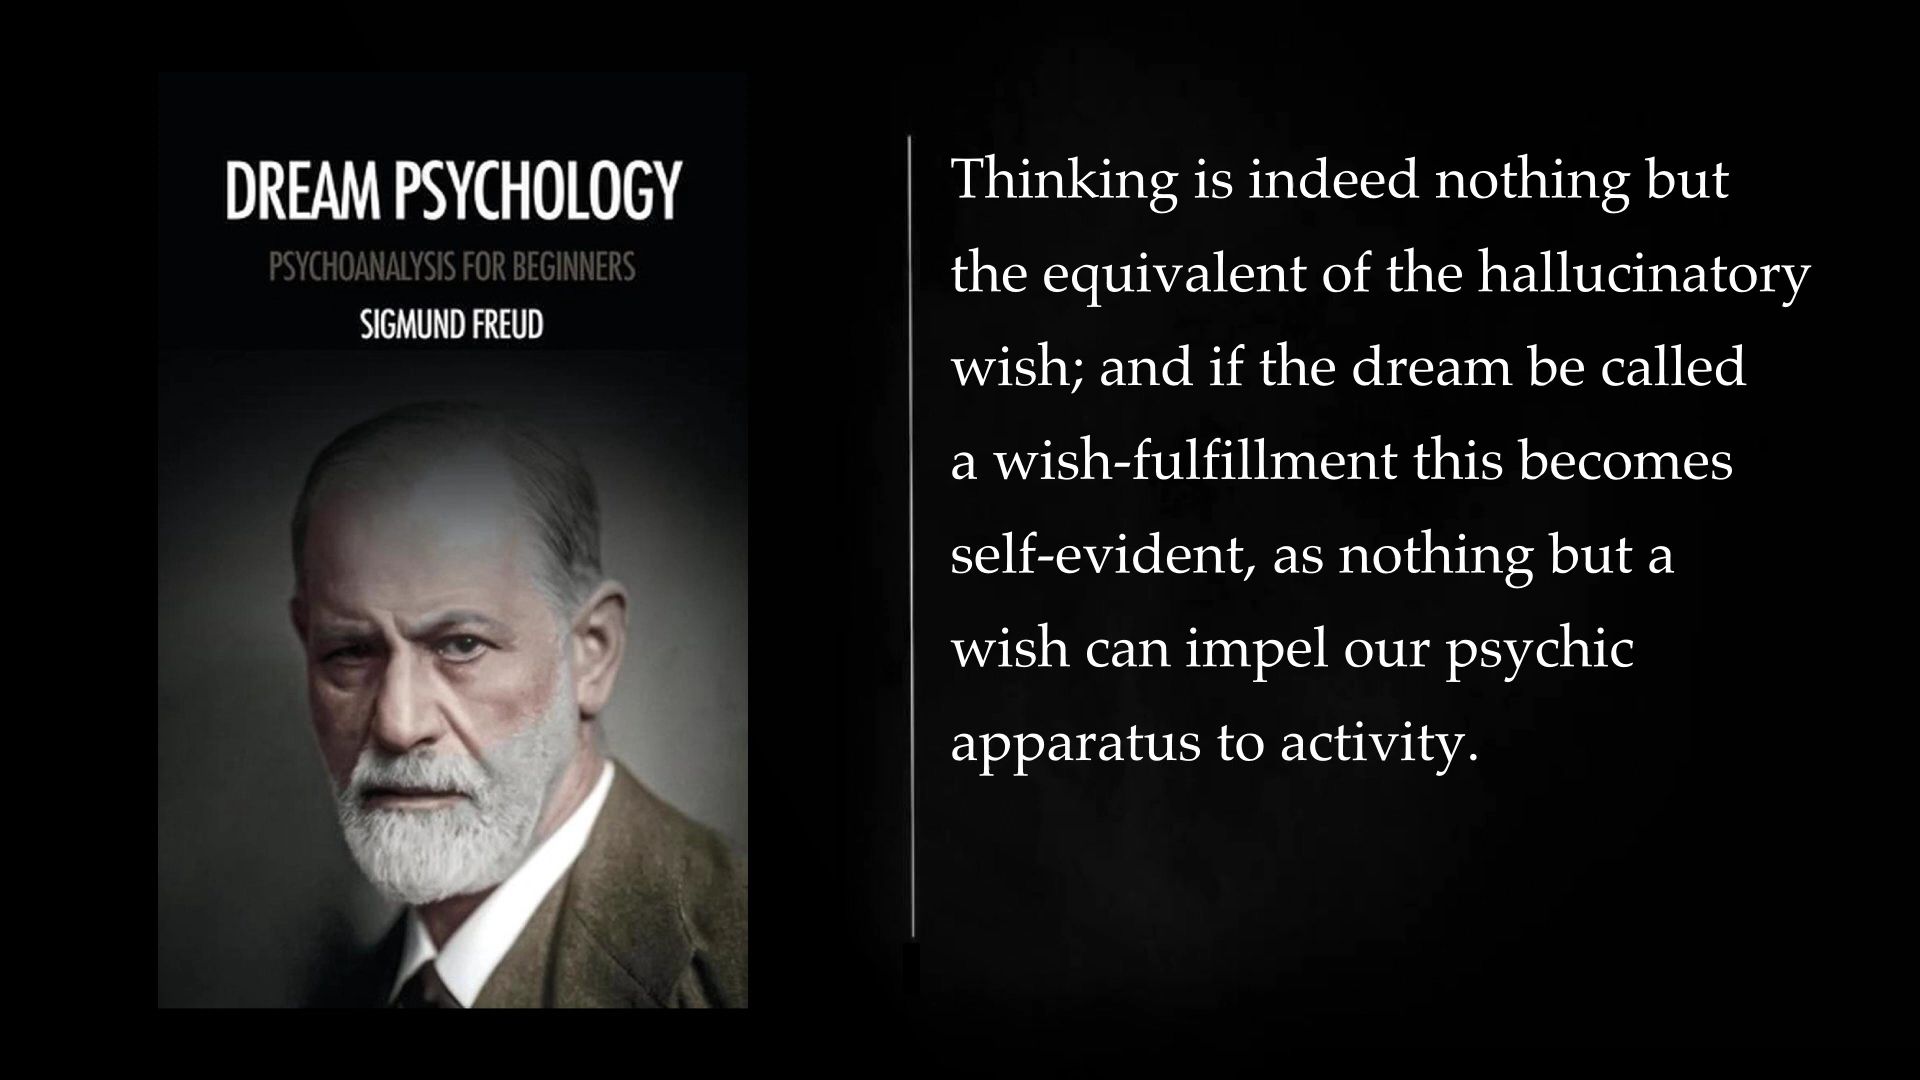 DREAM PSYCHOLOGY
PSYCHOANALYSIS FOR BEGINNERS
SIGMUND FREUD
Thinking is indeed nothing but
the equivalent of the hallucinatory
wish; and if the dream be called
a wish-fulfillment this becomes
self-evident, as nothing but a
wish can impel our psychic
apparatus to activity.